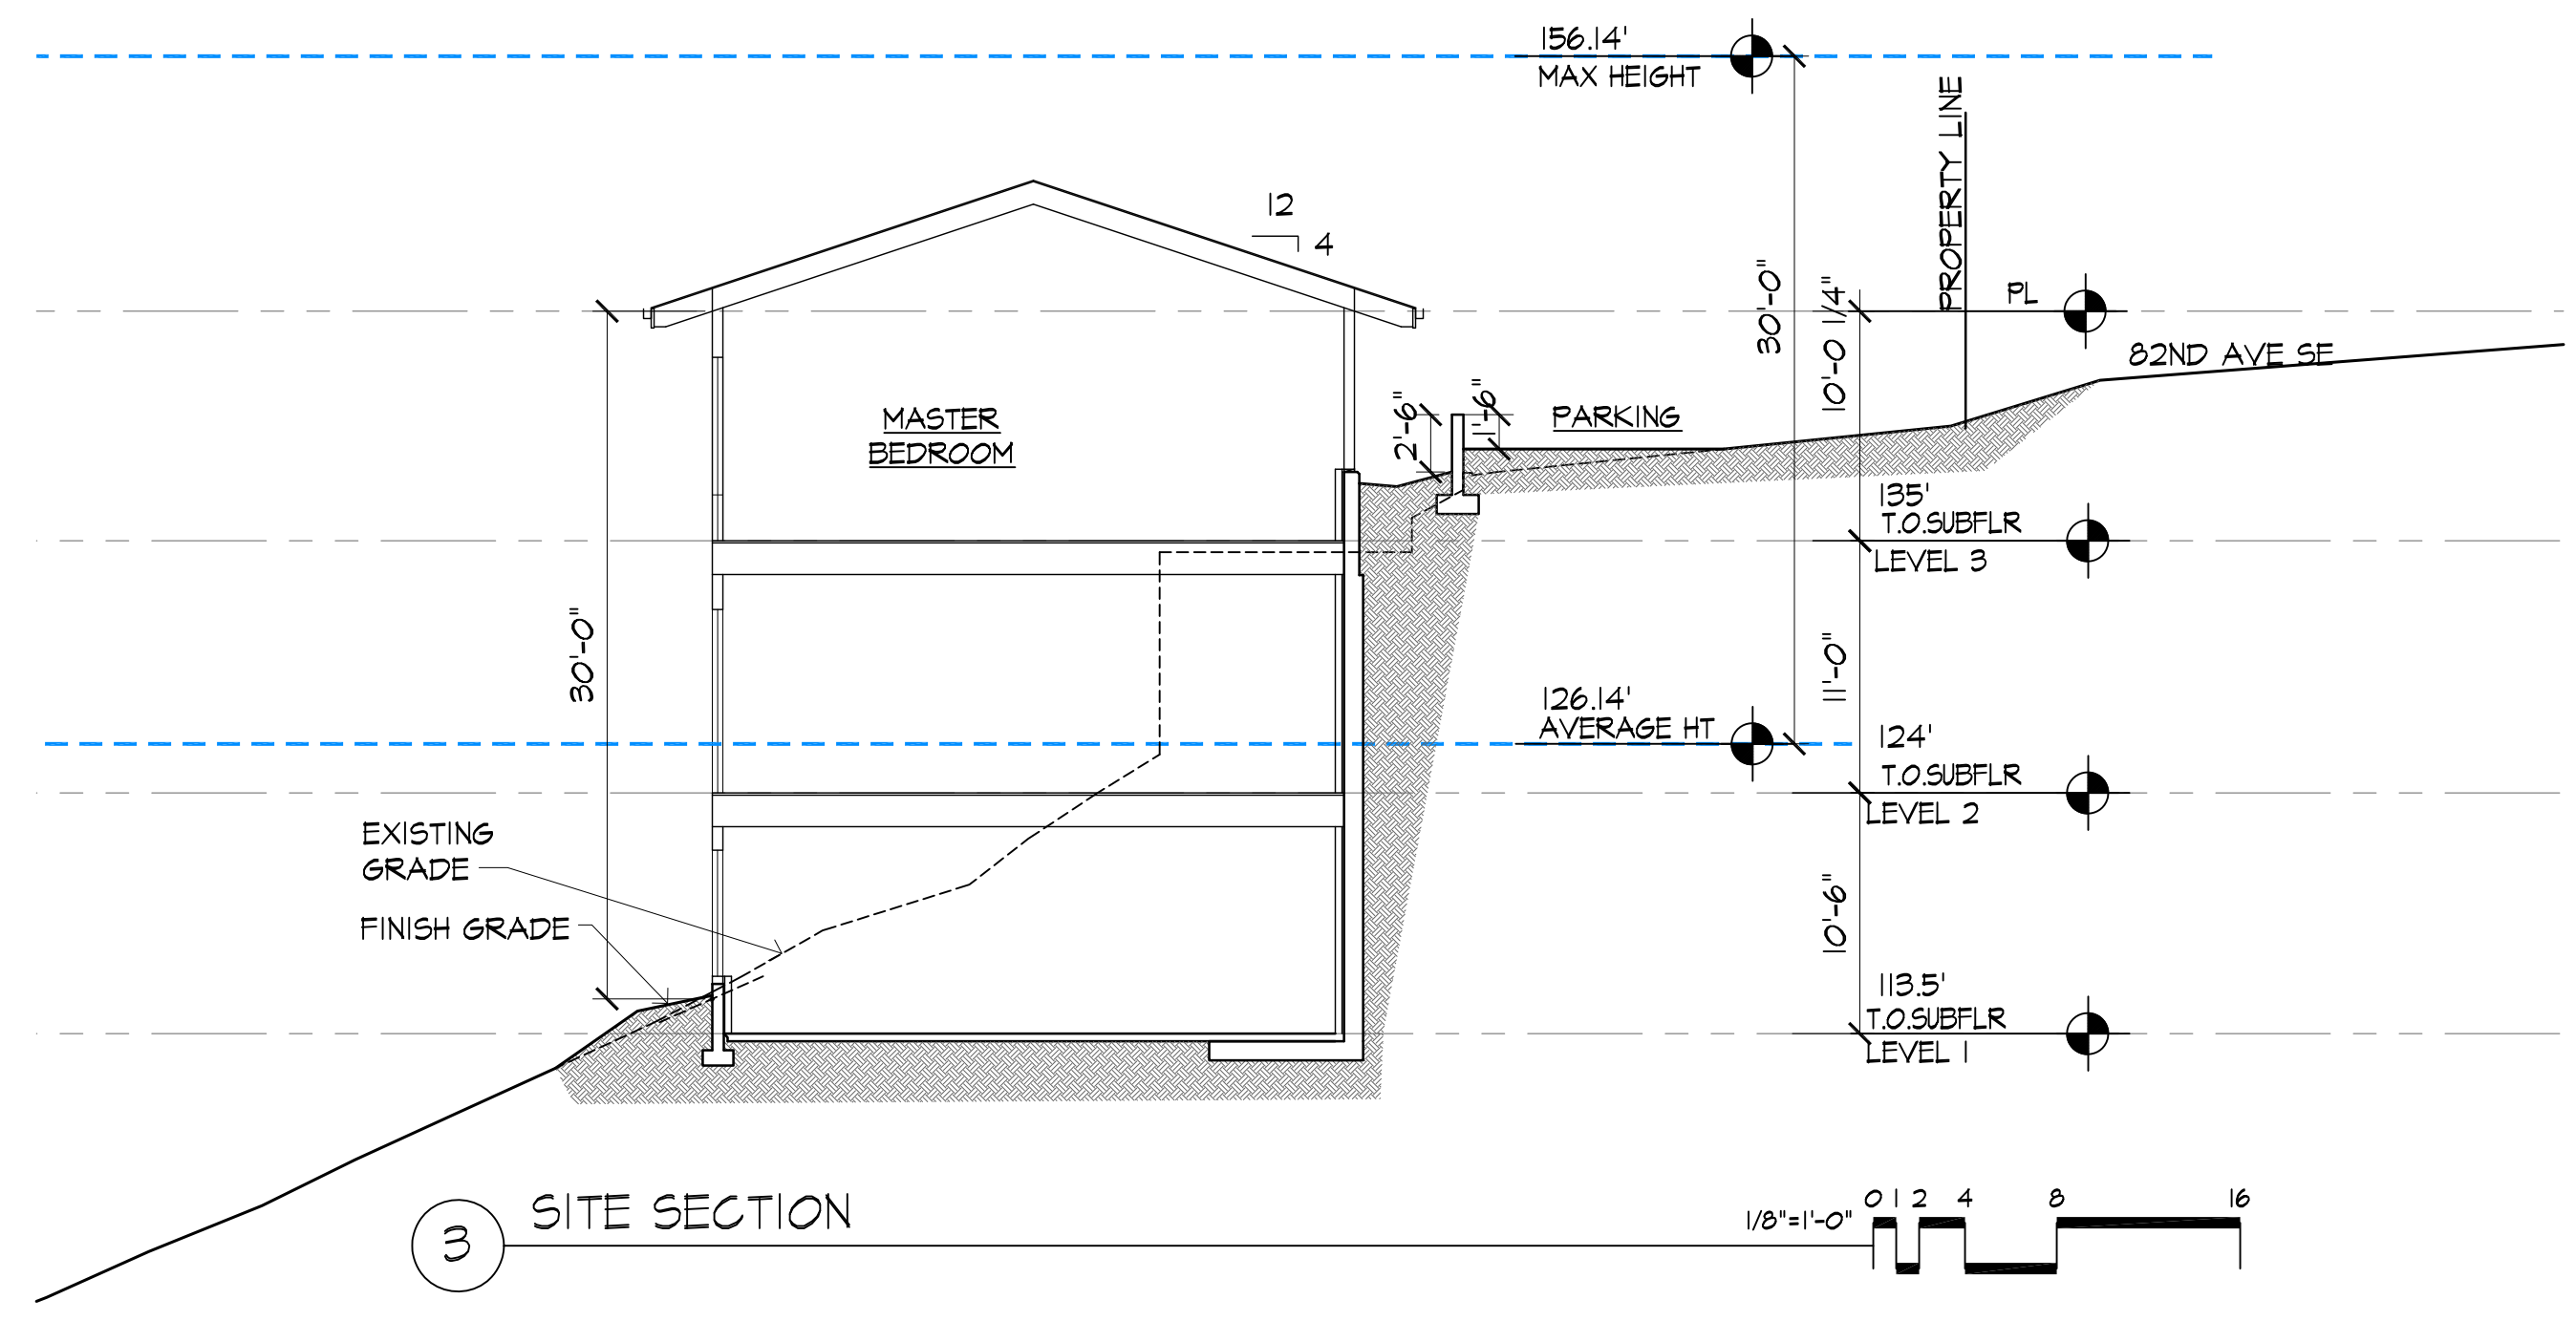 156.14'
MAX HEIGHT
PROPERTY LINE
12
4
PL
30'-0"
10'-0 1/4"
82ND AVE SE
MASTER
BEDROOM
2'-6"
1'-6"
PARKING
135'
T.O.SUBFLR
LEVEL 3
30'-0"
11'-0"
126.14'
AVERAGE HT
124'
T.O.SUBFLR
LEVEL 2
EXISTING
GRADE
FINISH GRADE
10'-6"
113.5'
T.O.SUBFLR
LEVEL 1
3
SITE SECTION
1/8"=1'-0"
0 1 2 4 8 16